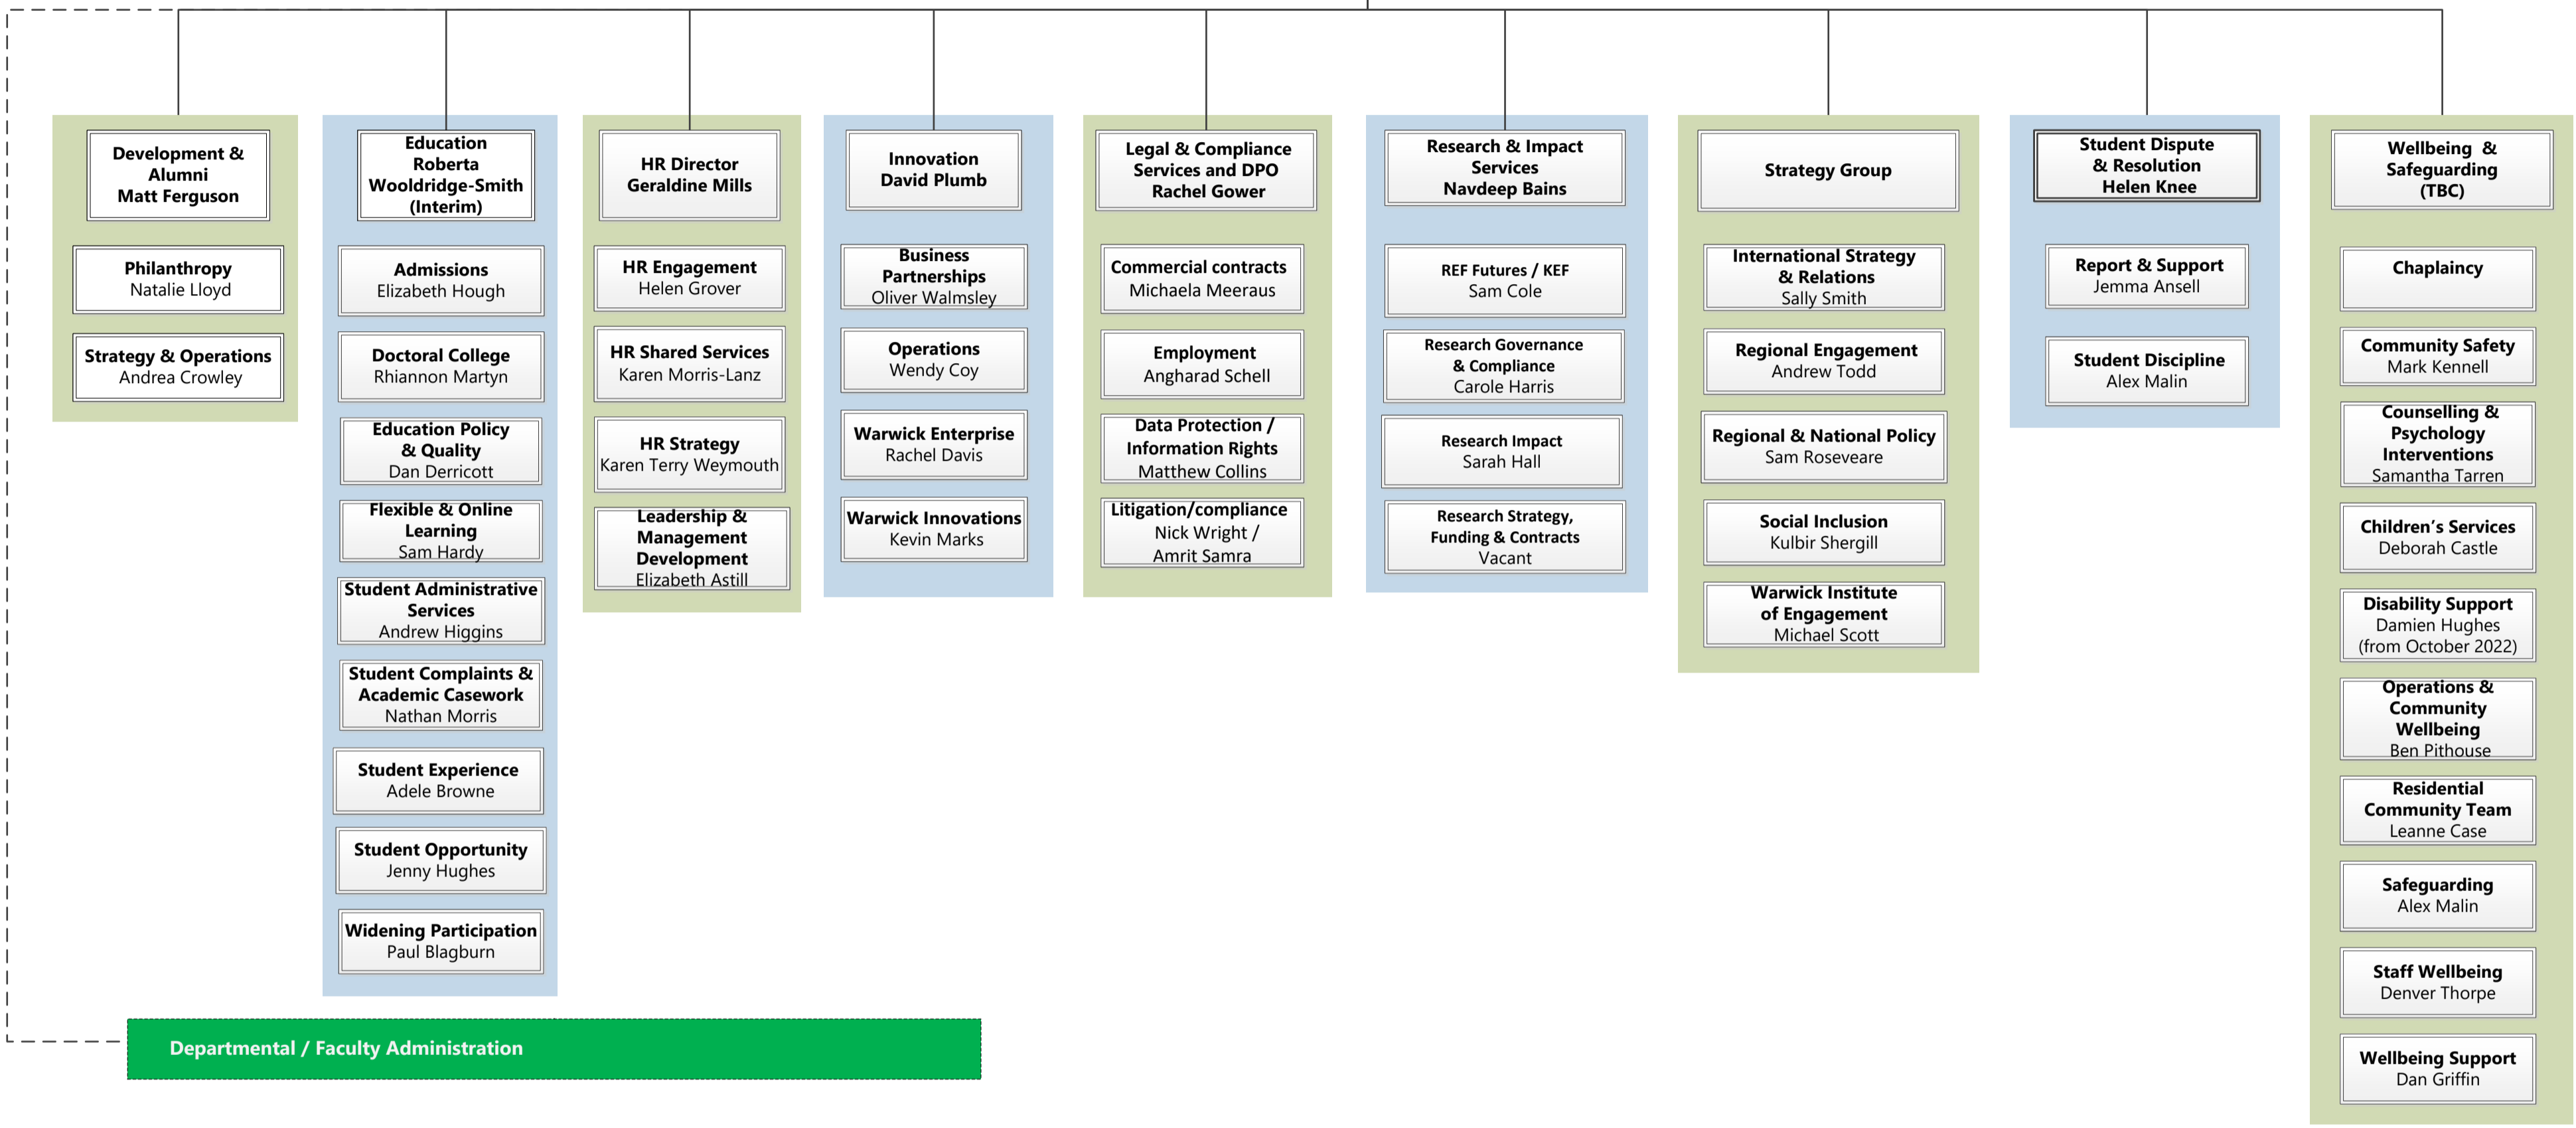 Development &
Alumni
Matt Ferguson
Philanthropy
Natalie Lloyd
Strategy & Operations
Andrea Crowley
Education
Roberta
Wooldridge-Smith
(Interim)
Admissions
Elizabeth Hough
Doctoral College
Rhiannon Martyn
Education Policy
& Quality
Dan Derricott
Flexible & Online
Learning
Sam Hardy
Student Administrative
Services
Andrew Higgins
Student Complaints &
Academic Casework
Nathan Morris
Student Experience
Adele Browne
Student Opportunity
Jenny Hughes
Widening Participation
Paul Blagburn
HR Director
Geraldine Mills
HR Engagement
Helen Grover
HR Shared Services
Karen Morris-Lanz
HR Strategy
Karen Terry Weymouth
Leadership &
Management
Development
Elizabeth Astill
Innovation
David Plumb
Business
Partnerships
Oliver Walmsley
Operations
Wendy Coy
Warwick Enterprise
Rachel Davis
Warwick Innovations
Kevin Marks
Legal & Compliance
Services and DPO
Rachel Gower
Commercial contracts
Michaela Meeraus
Employment
Angharad Schell
Data Protection /
Information Rights
Matthew Collins
Litigation/compliance
Nick Wright /
Amrit Samra
Research & Impact
Services
Navdeep Bains
REF Futures / KEF
Sam Cole
Research Governance
& Compliance
Carole Harris
Research Impact
Sarah Hall
Research Strategy,
Funding & Contracts
Vacant
Strategy Group
International Strategy
& Relations
Sally Smith
Regional Engagement
Andrew Todd
Regional & National Policy
Sam Roseveare
Social Inclusion
Kulbir Shergill
Warwick Institute
of Engagement
Michael Scott
Student Dispute
& Resolution
Helen Knee
Report & Support
Jemma Ansell
Student Discipline
Alex Malin
Wellbeing &
Safeguarding
(TBC)
Chaplaincy
Community Safety
Mark Kennell
Counselling &
Psychology
Interventions
Samantha Tarren
Children’s Services
Deborah Castle
Disability Support
Damien Hughes
(from October 2022)
Operations &
Community
Wellbeing
Ben Pithouse
Residential
Community Team
Leanne Case
Safeguarding
Alex Malin
Staff Wellbeing
Denver Thorpe
Wellbeing Support
Dan Griffin
Departmental / Faculty Administration